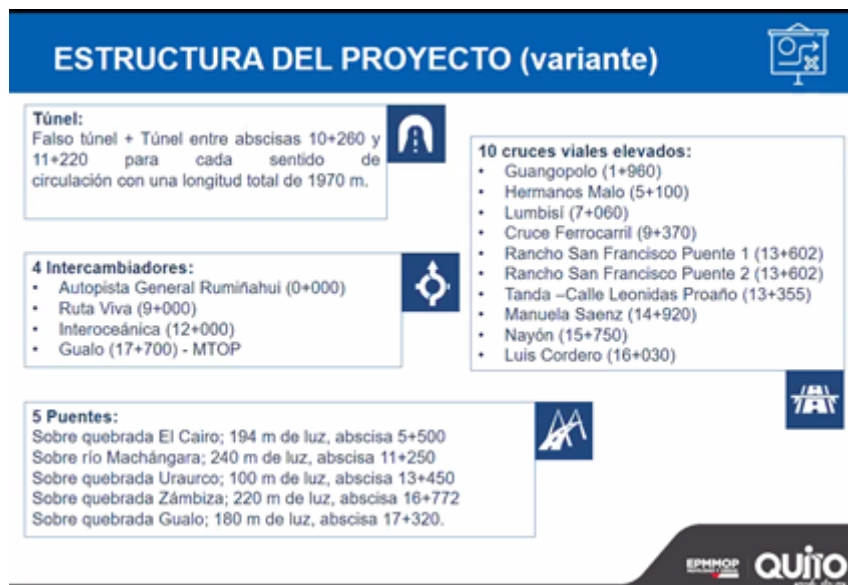 ESTRUCTURA DEL PROYECTO (variante)
Túnel:
Falso túnel + Túnel entre abscisas 10+260 y
11+220 para cada sentido de
circulación con una longitud total de 1970 m.
4 Intercambiadores:
• Autopista General Rumiñahui (0+000)
• Ruta Viva (9+000)
• Interoceánica (12+000)
• Gualo (17+700) - MTOP
5 Puentes:
Sobre quebrada El Cairo; 194 m de luz, abscisa 5+500
Sobre río Machángara; 240 m de luz, abscisa 11+250
Sobre quebrada Uraurco; 100 m de luz, abscisa 13+450
Sobre quebrada Zámbiza; 220 m de luz, abscisa 16+772
Sobre quebrada Gualo; 180 m de luz, abscisa 17+320.
10 cruces viales elevados:
• Guangopolo (1+960)
• Hermanos Malo (5+100)
• Lumbisí (7+060)
• Cruce Ferrocarril (9+370)
• Rancho San Francisco Puente 1 (13+602)
• Rancho San Francisco Puente 2 (13+602)
• Tanda –Calle Leonidas Proaño (13+355)
• Manuela Saenz (14+920)
• Nayón (15+750)
• Luis Cordero (16+030)
EPMMOP
QUITO